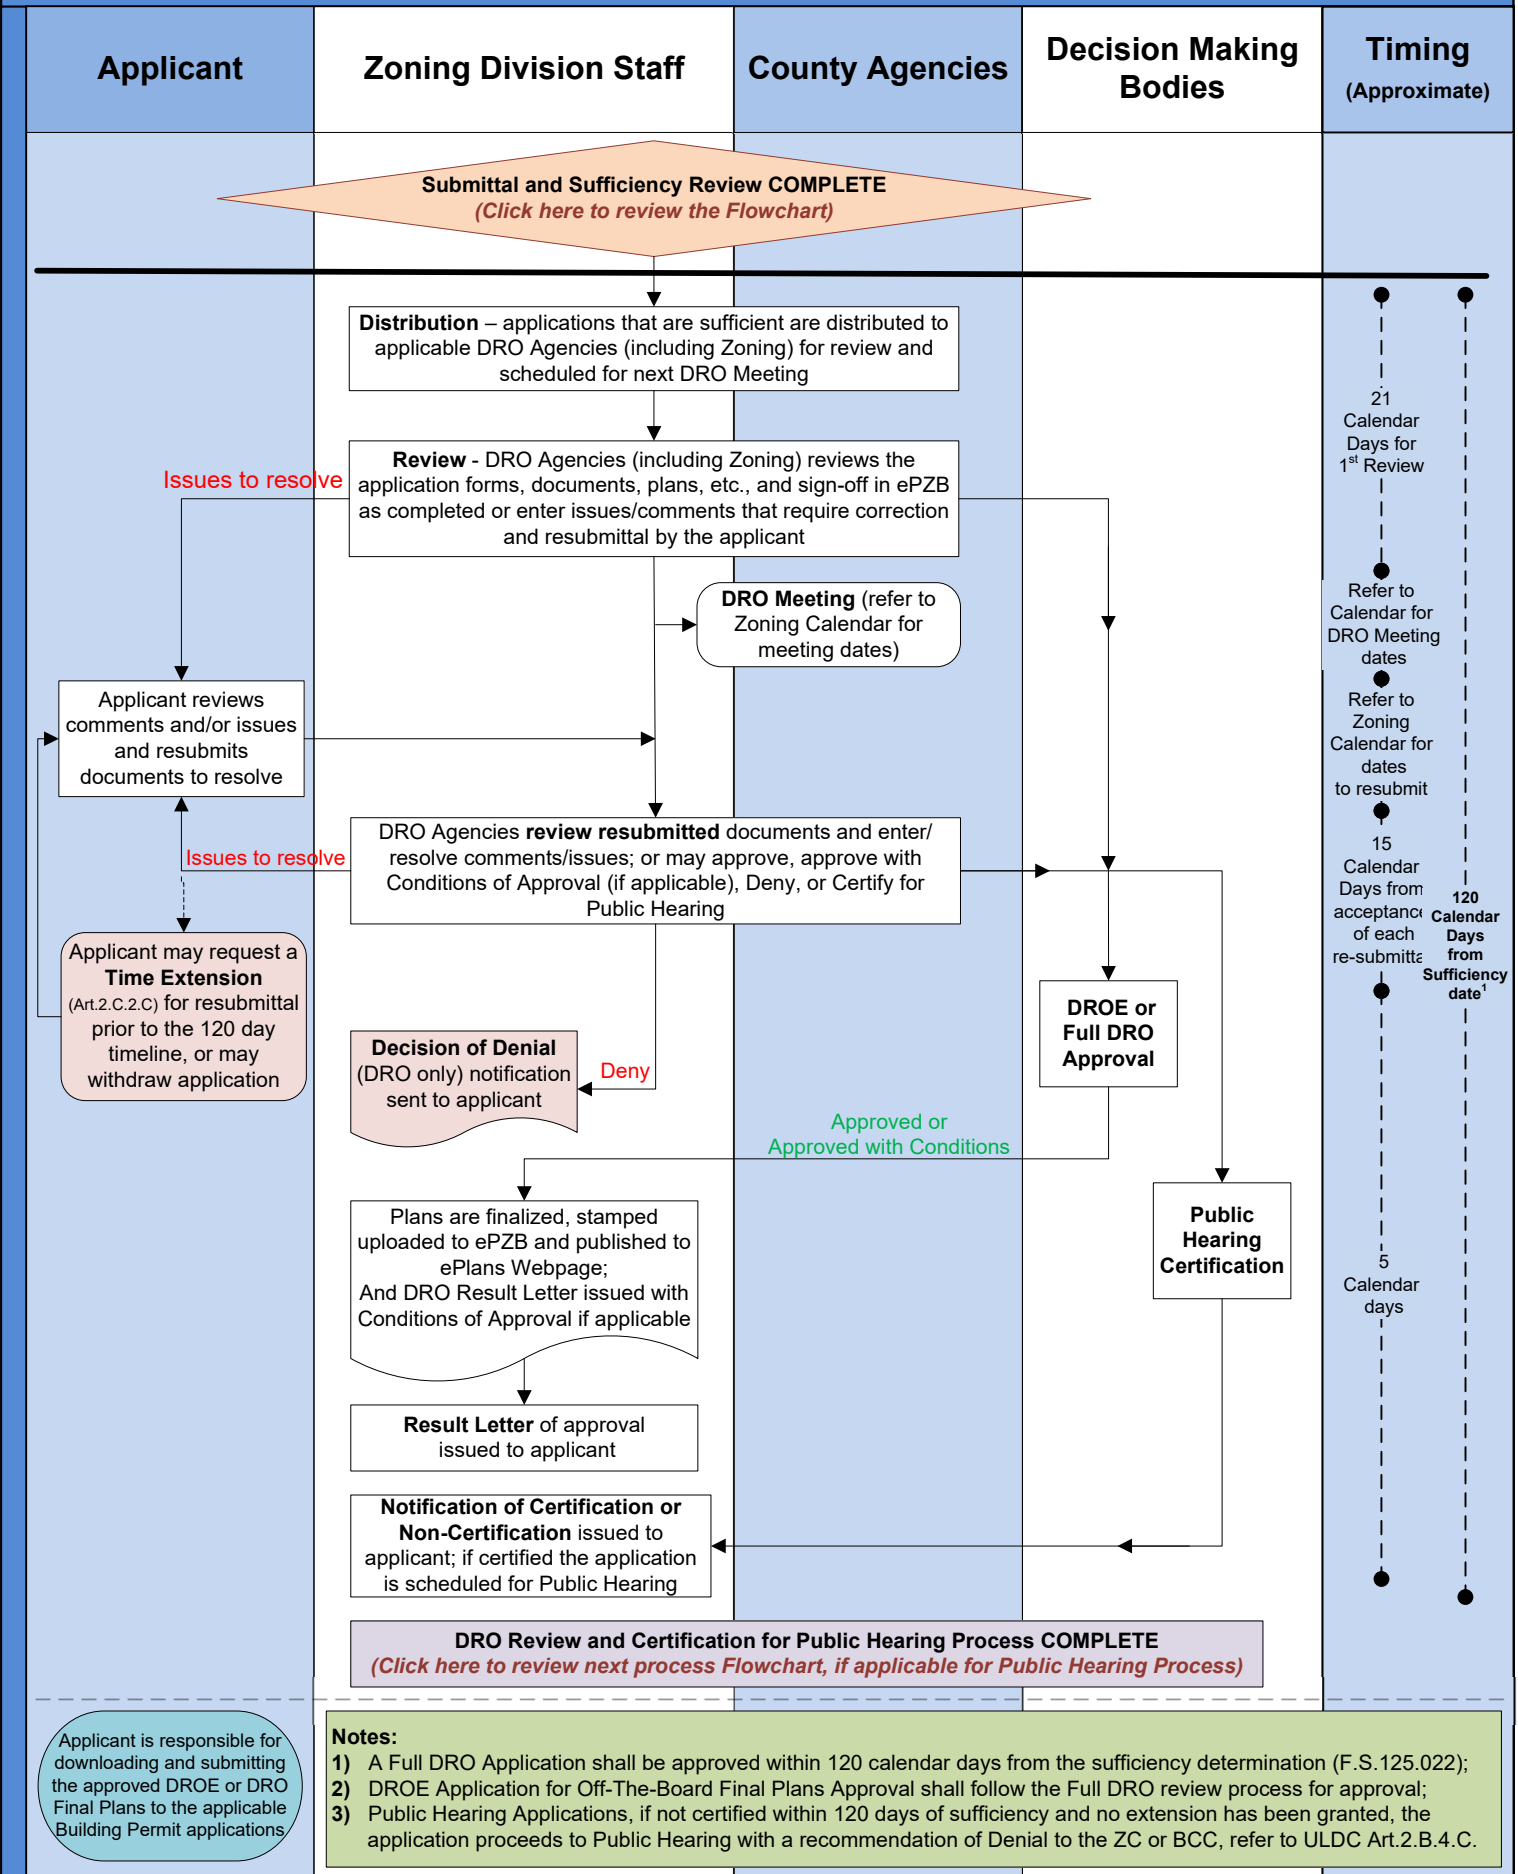 Applicant
Zoning Division Staff
County Agencies
Decision Making
Bodies
Timing
(Approximate)
Submittal and Sufficiency Review COMPLETE
(Click here to review the Flowchart)
Distribution – applications that are sufficient are distributed to
applicable DRO Agencies (including Zoning) for review and
scheduled for next DRO Meeting
21
Calendar
Days for
1st Review
Issues to resolve
Review - DRO Agencies (including Zoning) reviews the
application forms, documents, plans, etc., and sign-off in ePZB
as completed or enter issues/comments that require correction
and resubmittal by the applicant
DRO Meeting (refer to
Zoning Calendar for
meeting dates)
Refer to
Calendar for
DRO Meeting
dates
Applicant reviews
comments and/or issues
and resubmits
documents to resolve
Refer to
Zoning
Calendar for
dates
to resubmit
Issues to resolve
DRO Agencies review resubmitted documents and enter/
resolve comments/issues; or may approve, approve with
Conditions of Approval (if applicable), Deny, or Certify for
Public Hearing
15
Calendar
Days from
acceptance
of each
re-submitta
120
Calendar
Days
from
Sufficiency
date1
Applicant may request a
Time Extension
(Art.2.C.2.C) for resubmittal
prior to the 120 day
timeline, or may
withdraw application
DROE or
Full DRO
Approval
Decision of Denial
(DRO only) notification
sent to applicant
Deny
Approved or
Approved with Conditions
Plans are finalized, stamped
uploaded to ePZB and published to
ePlans Webpage;
And DRO Result Letter issued with
Conditions of Approval if applicable
Public
Hearing
Certification
5
Calendar
days
Result Letter of approval
issued to applicant
Notification of Certification or
Non-Certification issued to
applicant; if certified the application
is scheduled for Public Hearing
DRO Review and Certification for Public Hearing Process COMPLETE
(Click here to review next process Flowchart, if applicable for Public Hearing Process)
Applicant is responsible for
downloading and submitting
the approved DROE or DRO
Final Plans to the applicable
Building Permit applications
Notes:
1) A Full DRO Application shall be approved within 120 calendar days from the sufficiency determination (F.S.125.022);
2) DROE Application for Off-The-Board Final Plans Approval shall follow the Full DRO review process for approval;
3) Public Hearing Applications, if not certified within 120 days of sufficiency and no extension has been granted, the
application proceeds to Public Hearing with a recommendation of Denial to the ZC or BCC, refer to ULDC Art.2.B.4.C.